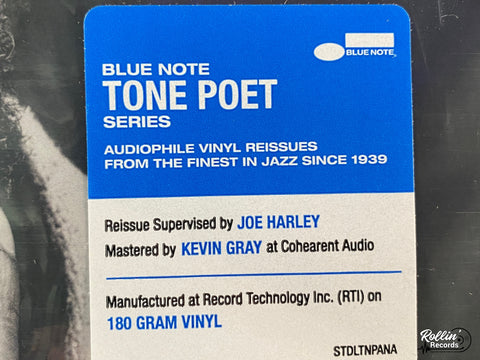 BLUE NOTE
BLUE NOTE
TONE POET
SERIES
AUDIOPHILE VINYL REISSUES
FROM THE FINEST IN JAZZ SINCE 1939
Reissue Supervised by JOE HARLEY
Mastered by KEVIN GRAY at Cohearent Audio
Manufactured at Record Technology Inc. (RTI) on
180 GRAM VINYL
STDLTNPANA
Rollin'
Records